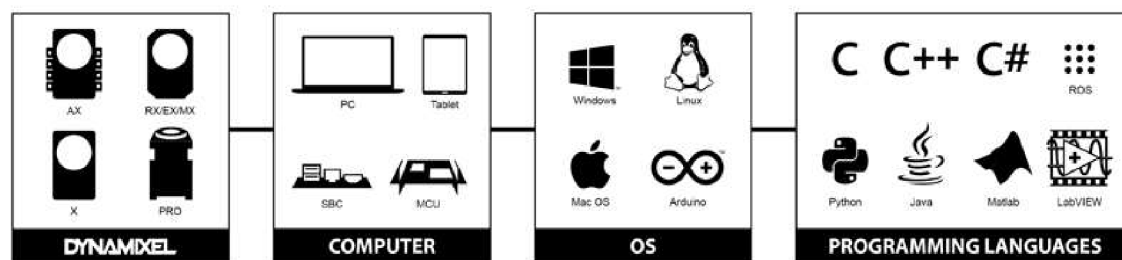 AX
RX/EX/MX
X
PRO
DYNAMIXEL
PC
Tablet
SBC
MCU
COMPUTER
Windows
Linux
Mac OS
Arduino
OS
C C++ C#
ROS
Python
Java
Matlab
LabVIEW
PROGRAMMING LANGUAGES